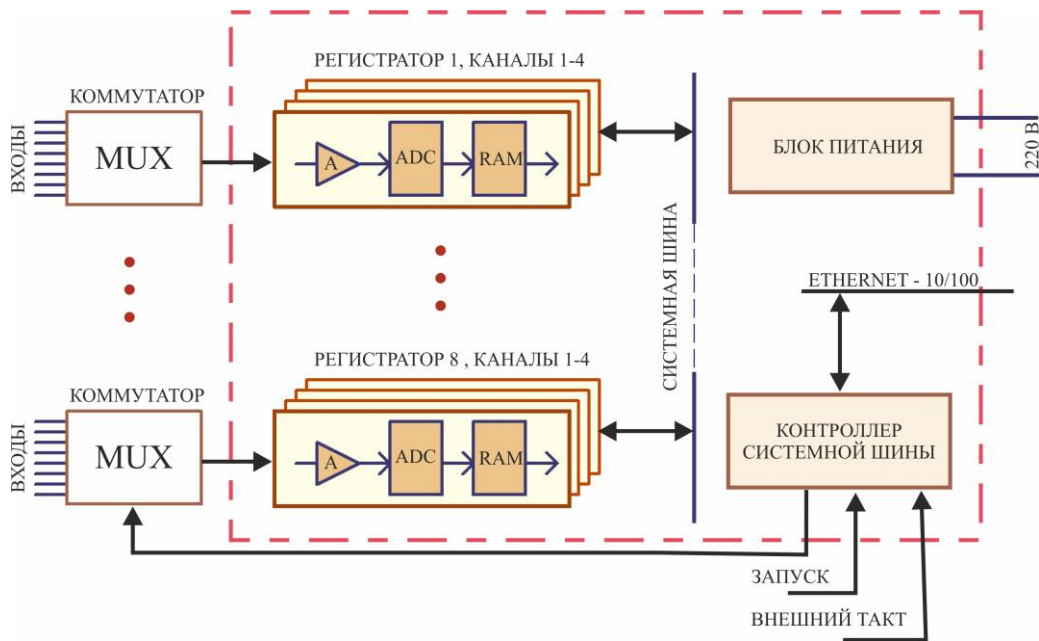 РЕГИСТРАТОР 1, КАНАЛЫ 1-4
КОММУТАТОР
ВХОДЫ
MUX
A
ADC
RAM
БЛОК ПИТАНИЯ
220 В
СИСТЕМНАЯ ШИНА
ETHERNET - 10/100
РЕГИСТРАТОР 8 , КАНАЛЫ 1-4
КОММУТАТОР
ВХОДЫ
MUX
A
ADC
RAM
КОНТРОЛЛЕР
СИСТЕМНОЙ ШИНЫ
ЗАПУСК
ВНЕШНИЙ ТАКТ